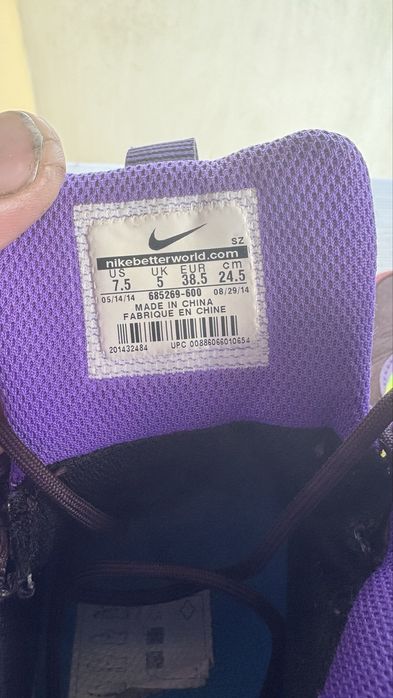 SZ
nikebetterworld.com
US UK EUR cm
7.5 5 38.5 24.5
05/14/14 685269-600 08/29/14
MADE IN CHINA
FABRIQUE EN CHINE
201432484 UPC 00886066010654